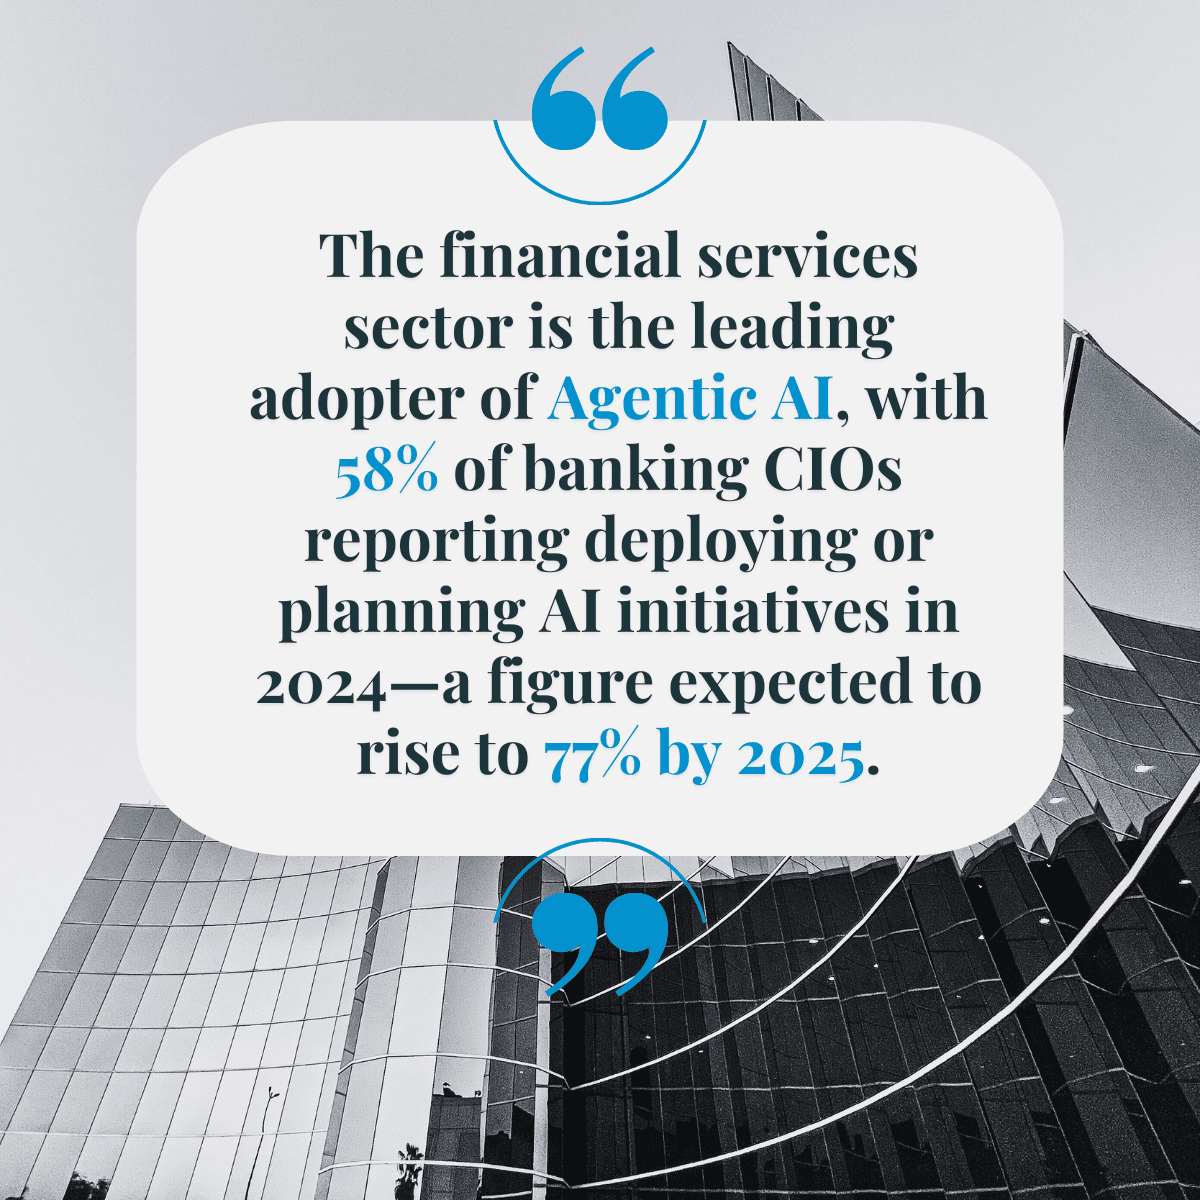 The financial services
sector is the leading
adopter of Agentic AI, with
58% of banking CIOs
reporting deploying or
planning AI initiatives in
2024—a figure expected to
rise to 77% by 2025.